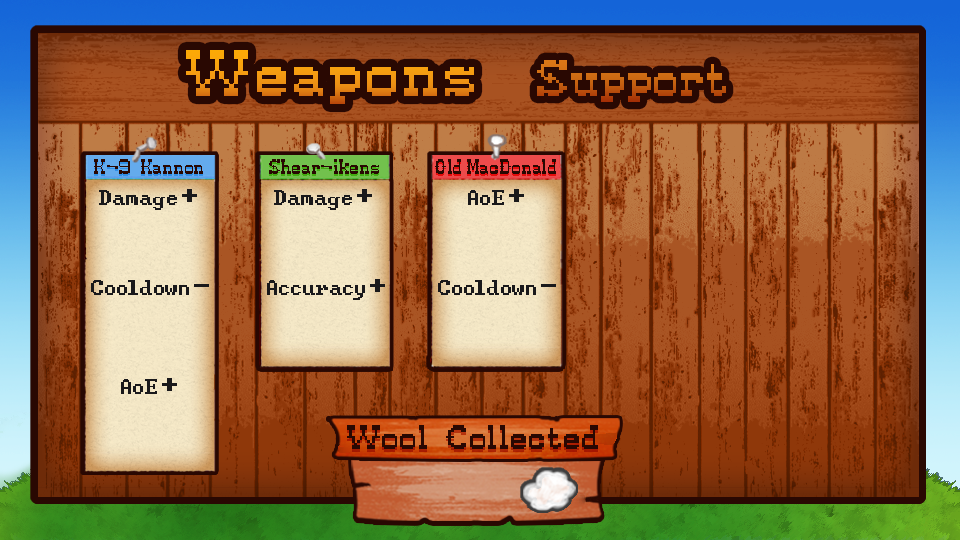 Weapons Support
K-9 Kannon
Damage+
Cooldown-
AoE+
Shear-ikens
Damage+
Accuracy+
Old MacDonald
AoE+
Cooldown-
Wool Collected